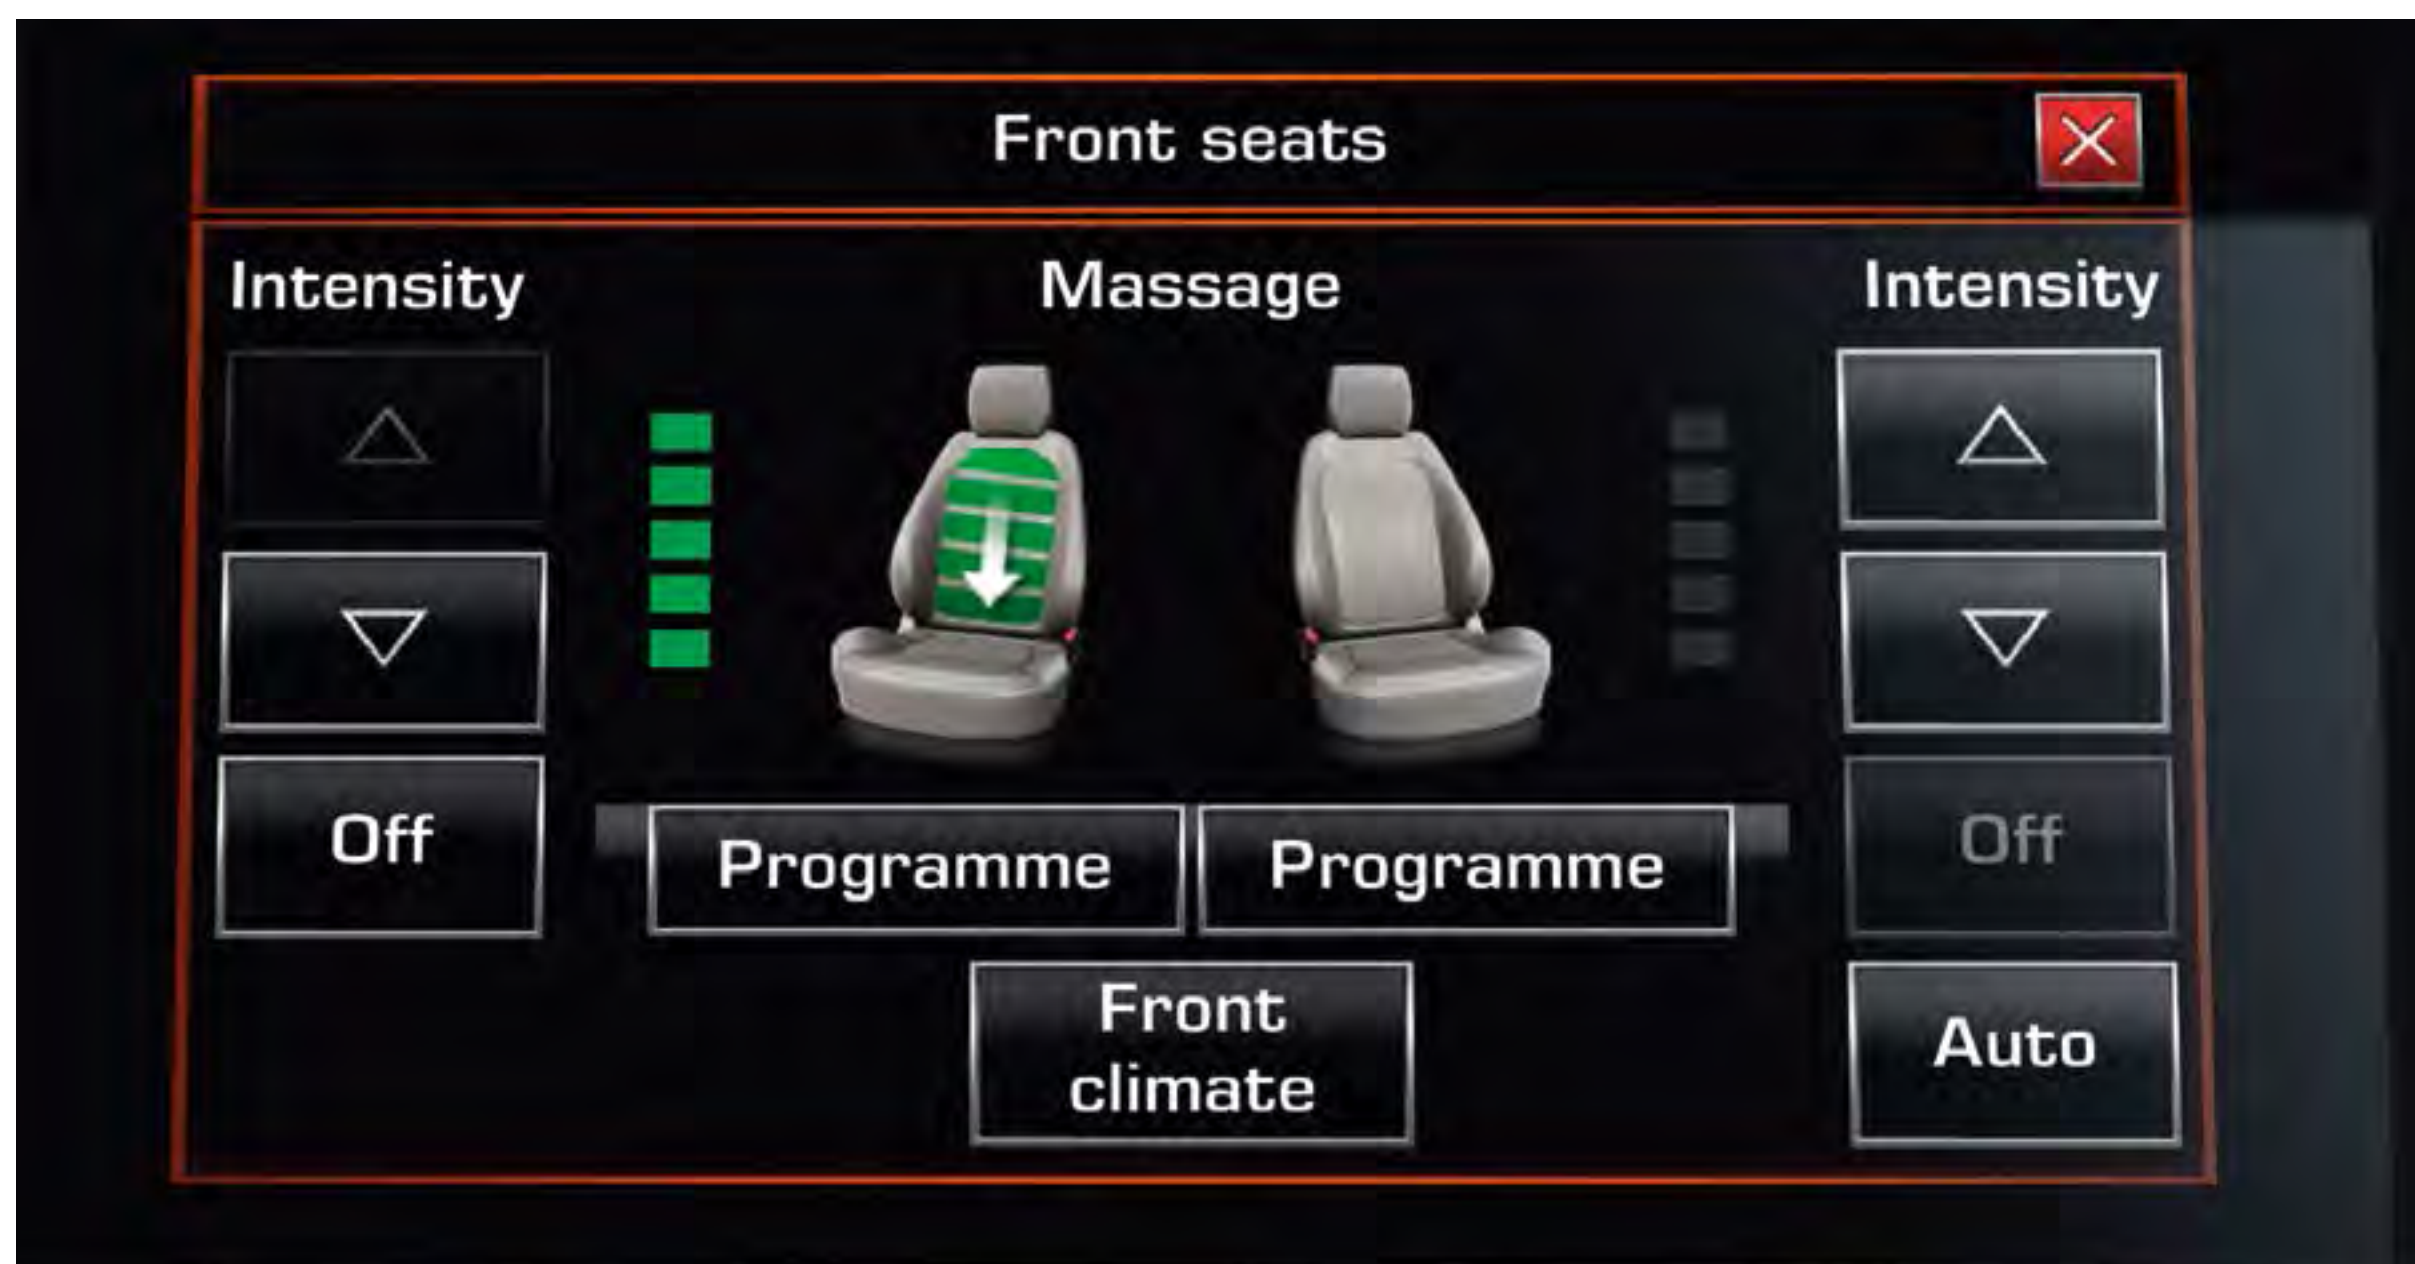 Front seats
Intensity
Massage
Intensity
Off
Programme
Programme
Off
Front
climate
Auto